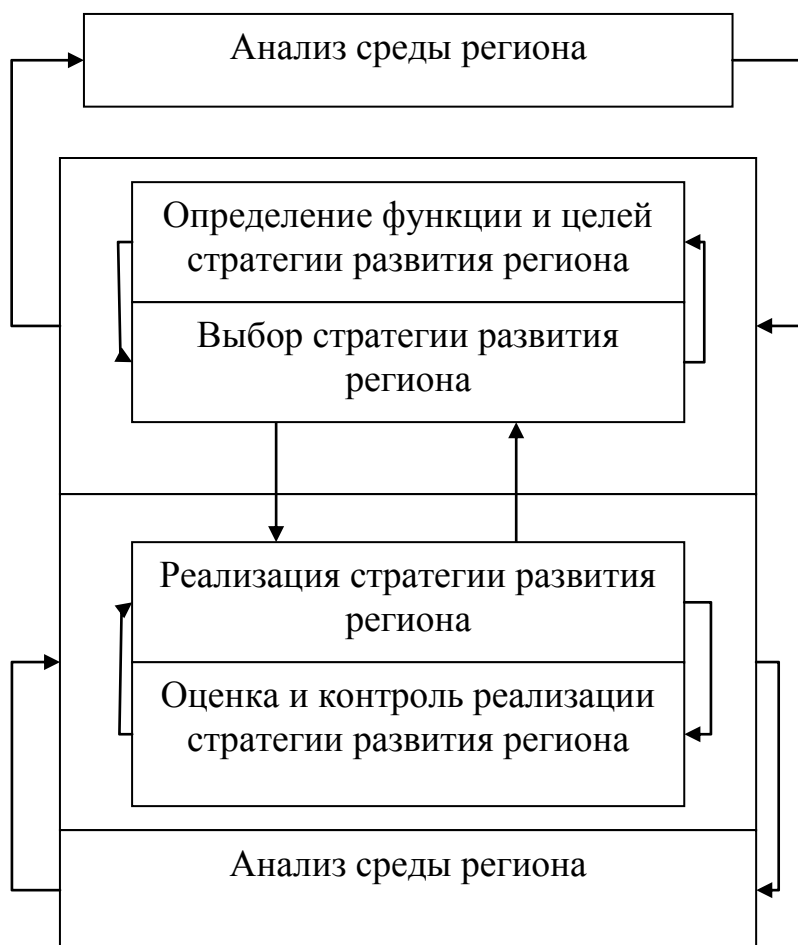 Анализ среды региона
Определение функции и целей
стратегии развития региона
Выбор стратегии развития
региона
Реализация стратегии развития
региона
Оценка и контроль реализации
стратегии развития региона
Анализ среды региона